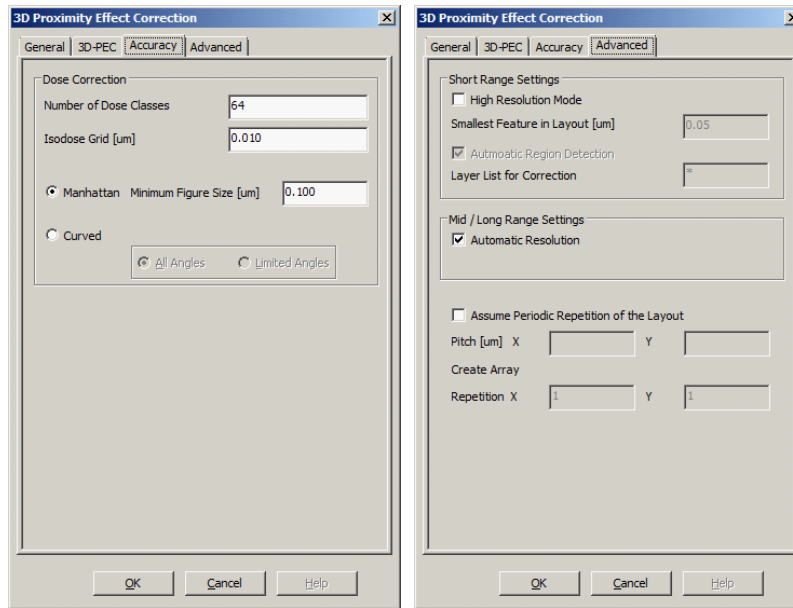 3D Proximity Effect Correction
General 3D-PEC Accuracy Advanced
Dose Correction
Number of Dose Classes 64
Isodose Grid [um] 0.010
Manhattan Minimum Figure Size [um] 0.100
Curved
All Angles Limited Angles
OK Cancel Help
3D Proximity Effect Correction
General 3D-PEC Accuracy Advanced
Short Range Settings
High Resolution Mode
Smallest Feature in Layout [um] 0.05
Autmoatic Region Detection
Layer List for Correction *
Mid / Long Range Settings
Automatic Resolution
Assume Periodic Repetition of the Layout
Pitch [um] X Y
Create Array
Repetition X 1 Y 1
OK Cancel Help